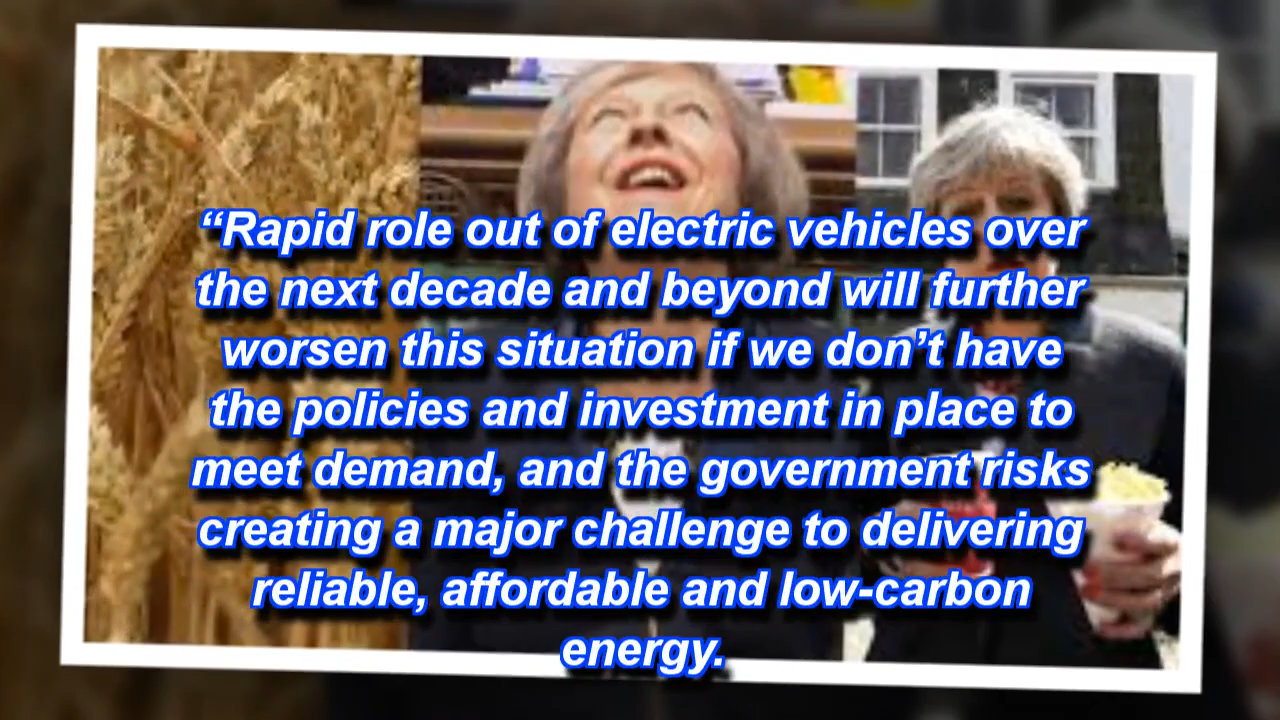 “Rapid role out of electric vehicles over
the next decade and beyond will further
worsen this situation if we don’t have
the policies and investment in place to
meet demand, and the government risks
creating a major challenge to delivering
reliable, affordable and low-carbon
energy.